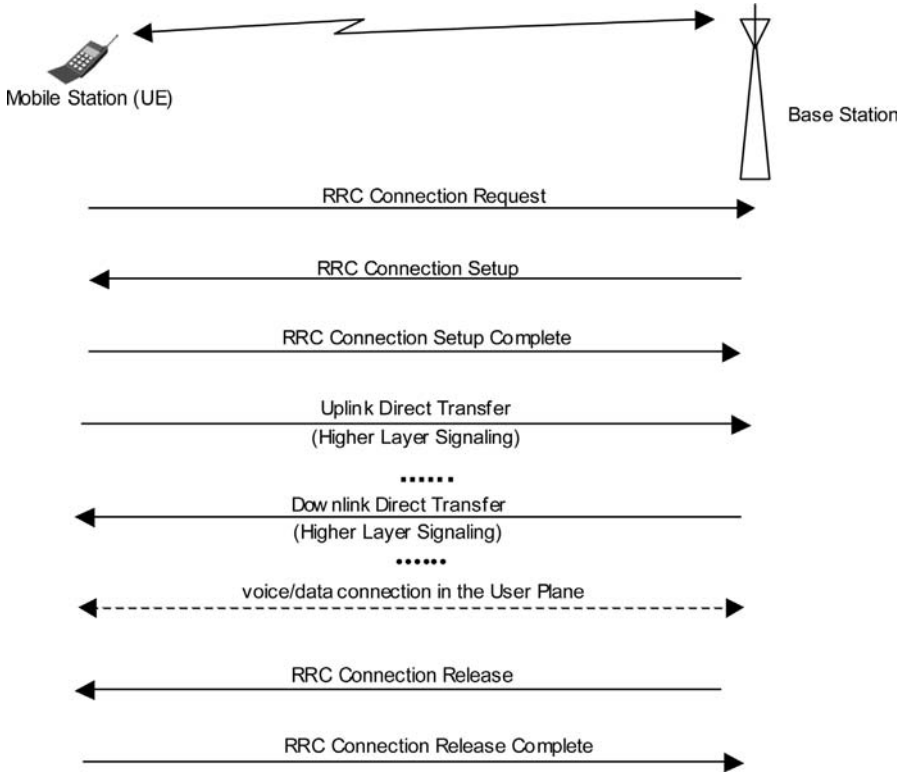 Mobile Station (UE)
Base Station
RRC Connection Request
RRC Connection Setup
RRC Connection Setup Complete
Uplink Direct Transfer
(Higher Layer Signaling)
......
Downlink Direct Transfer
(Higher Layer Signaling)
......
voice/data connection in the User Plane
RRC Connection Release
RRC Connection Release Complete